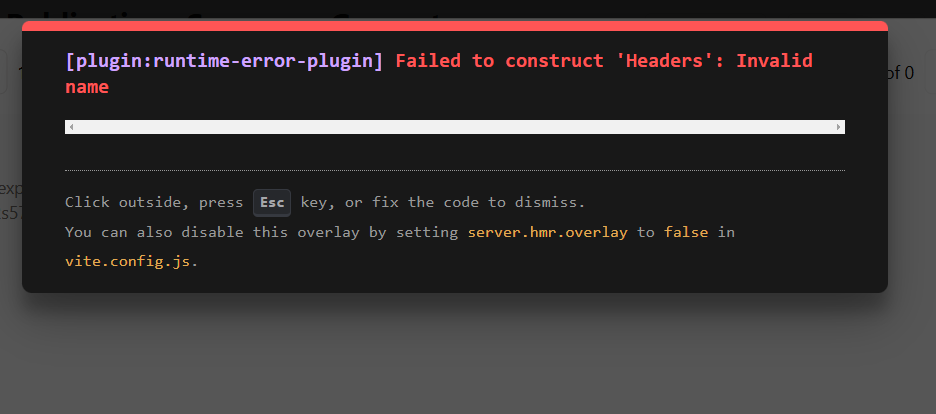 [plugin:runtime-error-plugin] Failed to construct 'Headers': Invalid
name
of 0
Click outside, press Esc key, or fix the code to dismiss.
You can also disable this overlay by setting server.hmr.overlay to false in
vite.config.js.